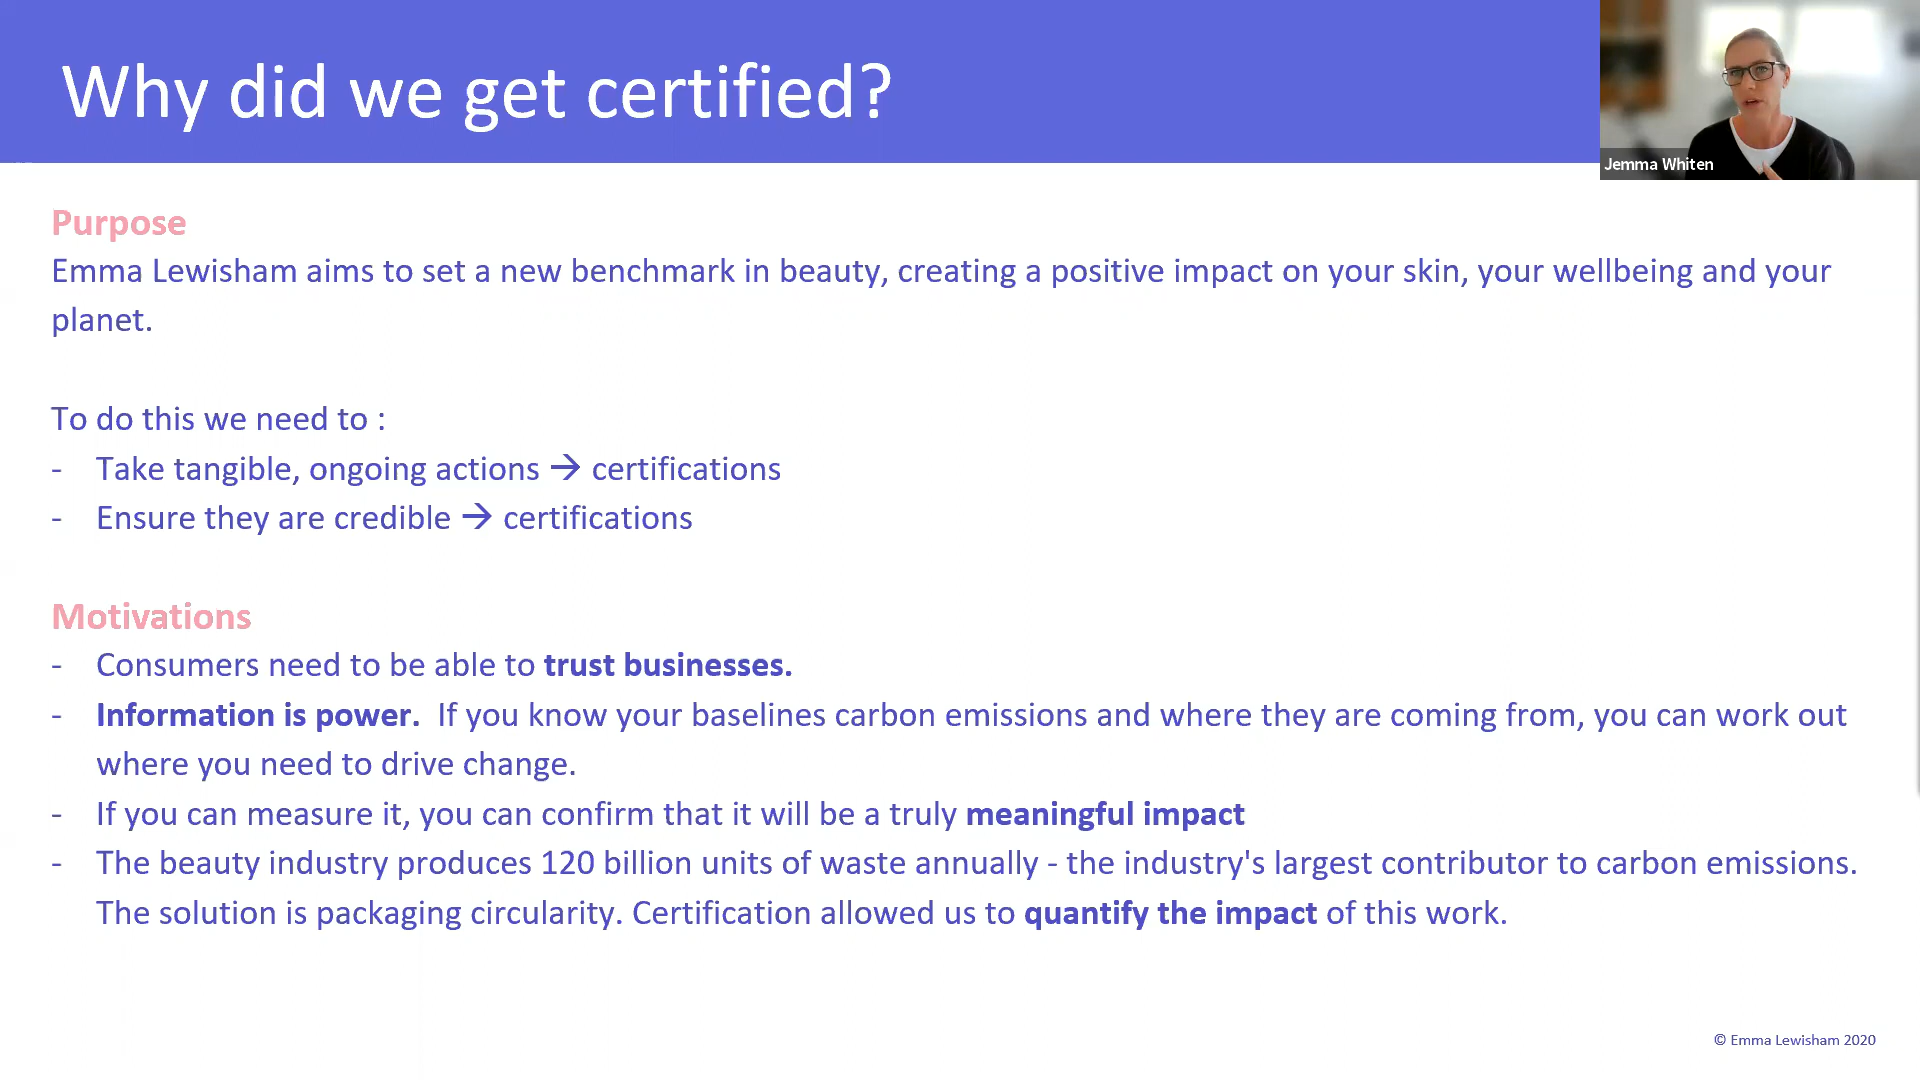 Why did we get certified?
Jemma Whiten
Purpose
Emma Lewisham aims to set a new benchmark in beauty, creating a positive impact on your skin, your wellbeing and your
planet.
To do this we need to :
- Take tangible, ongoing actions → certifications
- Ensure they are credible → certifications
Motivations
- Consumers need to be able to trust businesses.
- Information is power.  If you know your baselines carbon emissions and where they are coming from, you can work out
where you need to drive change.
- If you can measure it, you can confirm that it will be a truly meaningful impact
- The beauty industry produces 120 billion units of waste annually - the industry's largest contributor to carbon emissions.
The solution is packaging circularity. Certification allowed us to quantify the impact of this work.
© Emma Lewisham 2020